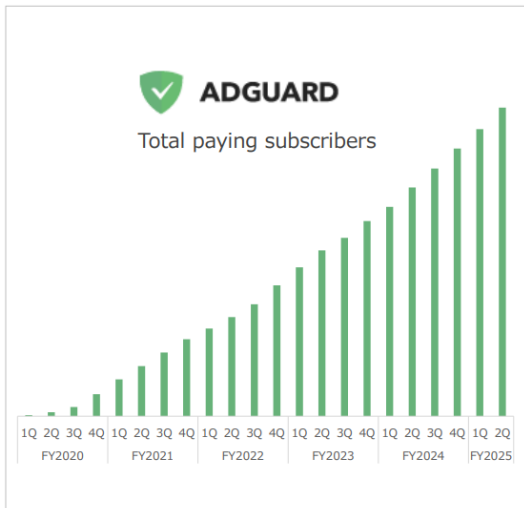 ADGUARD
Total paying subscribers
1Q 2Q 3Q 4Q 1Q 2Q 3Q 4Q 1Q 2Q 3Q 4Q 1Q 2Q 3Q 4Q 1Q 2Q 3Q 4Q 1Q 2Q
FY2020 FY2021 FY2022 FY2023 FY2024 FY2025